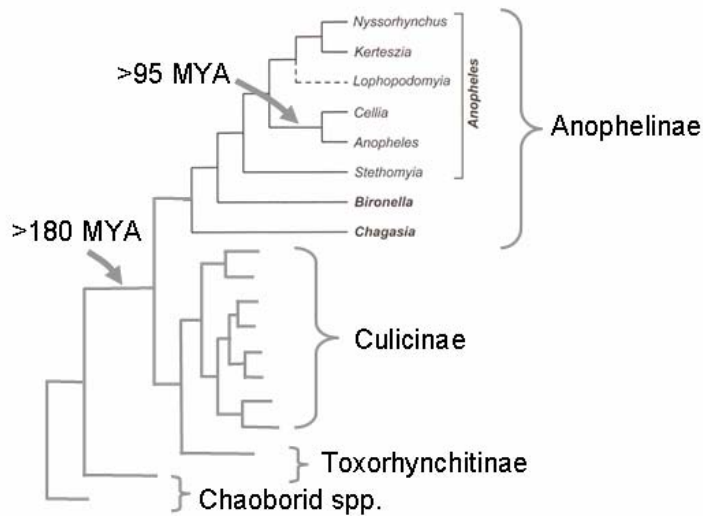 Nyssorhynchus
Kerteszia
>95 MYA
Lophopodomyia
Cellia
Anopheles
Stethomyia
Anopheles
Anophelinae
Bironella
Chagasia
>180 MYA
Culicinae
Toxorhynchitinae
Chaoborid spp.